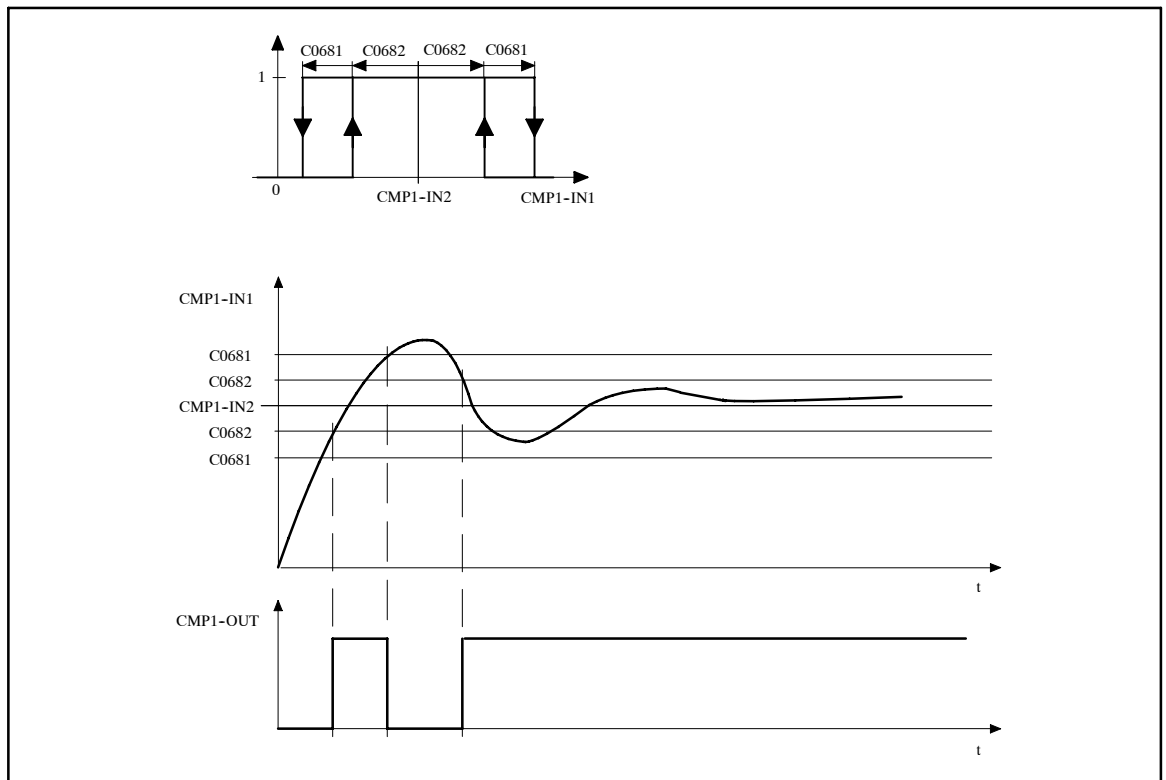 C0681 C0682 C0682 C0681
1
0
CMP1-IN2 CMP1-IN1
CMP1-IN1
C0681
C0682
CMP1-IN2
C0682
C0681
t
CMP1-OUT
t